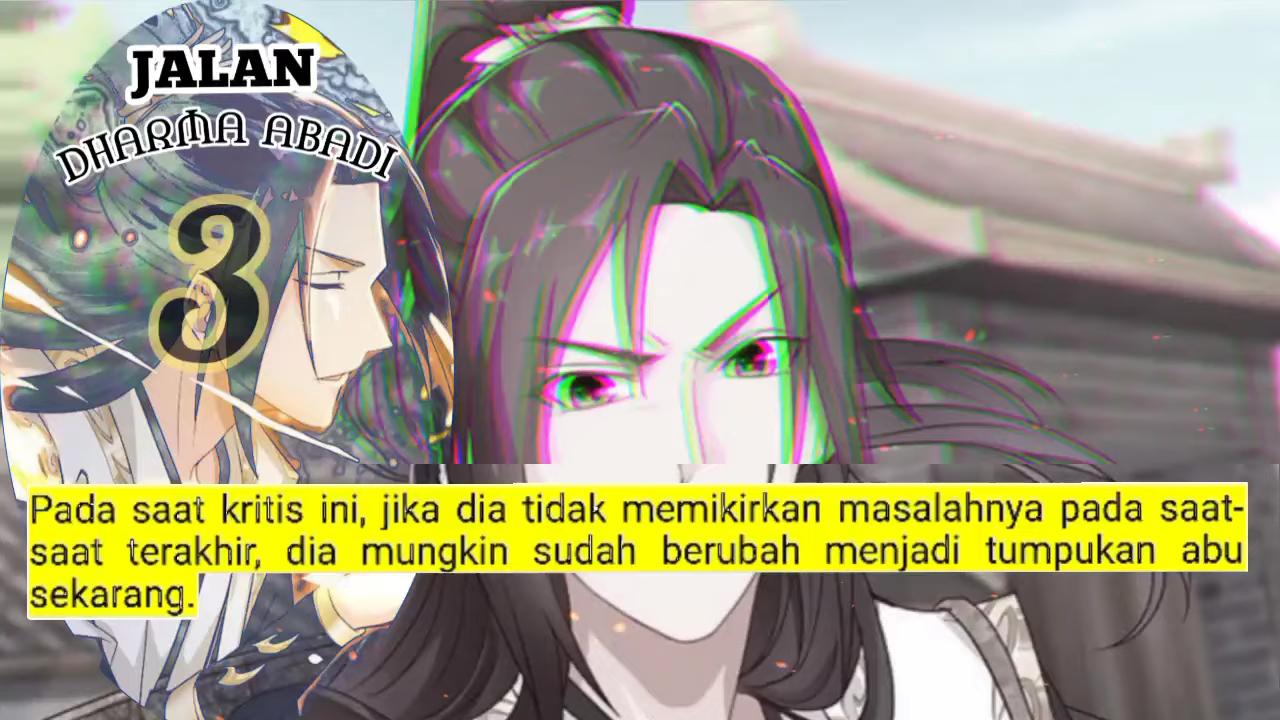 JALAN
DHARMA ABADI
3
Pada saat kritis ini, jika dia tidak memikirkan masalahnya pada saat-
saat terakhir, dia mungkin sudah berubah menjadi tumpukan abu
sekarang.